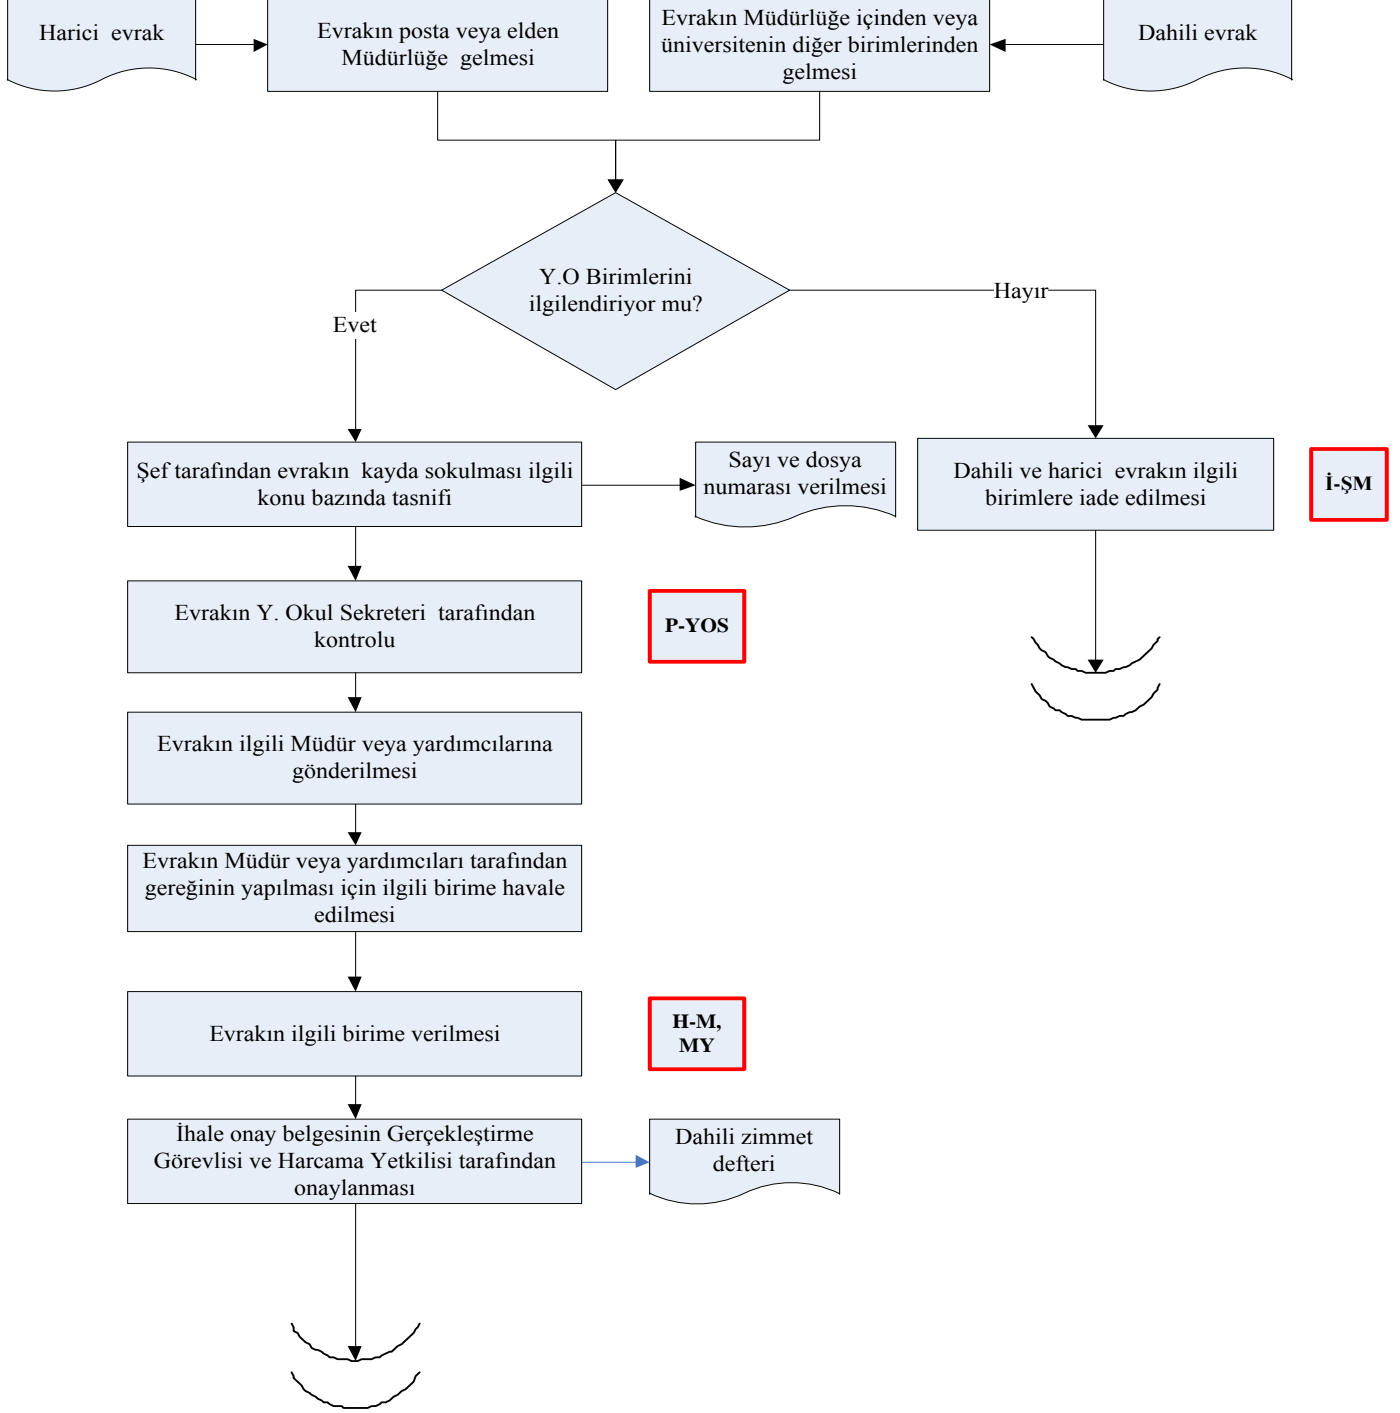 Harici evrak
Evrakın posta veya elden
Müdürlüğe gelmesi
Evrakın Müdürlüğe içinden veya
üniversitenin diğer birimlerinden
gelmesi
Dahili evrak
Y.O Birimlerini
ilgilendiriyor mu?
Hayır
Evet
Şef tarafından evrakın kayda sokulması ilgili
konu bazında tasnifi
Sayı ve dosya
numarası verilmesi
Dahili ve harici evrakın ilgili
birimlere iade edilmesi
İ-ŞM
Evrakın Y. Okul Sekreteri tarafından
kontrolu
P-YOS
Evrakın ilgili Müdür veya yardımcılarına
gönderilmesi
Evrakın Müdür veya yardımcıları tarafından
gereğinin yapılması için ilgili birime havale
edilmesi
Evrakın ilgili birime verilmesi
H-M,
MY
İhale onay belgesinin Gerçekleştirme
Görevlisi ve Harcama Yetkilisi tarafından
onaylanması
Dahili zimmet
defteri